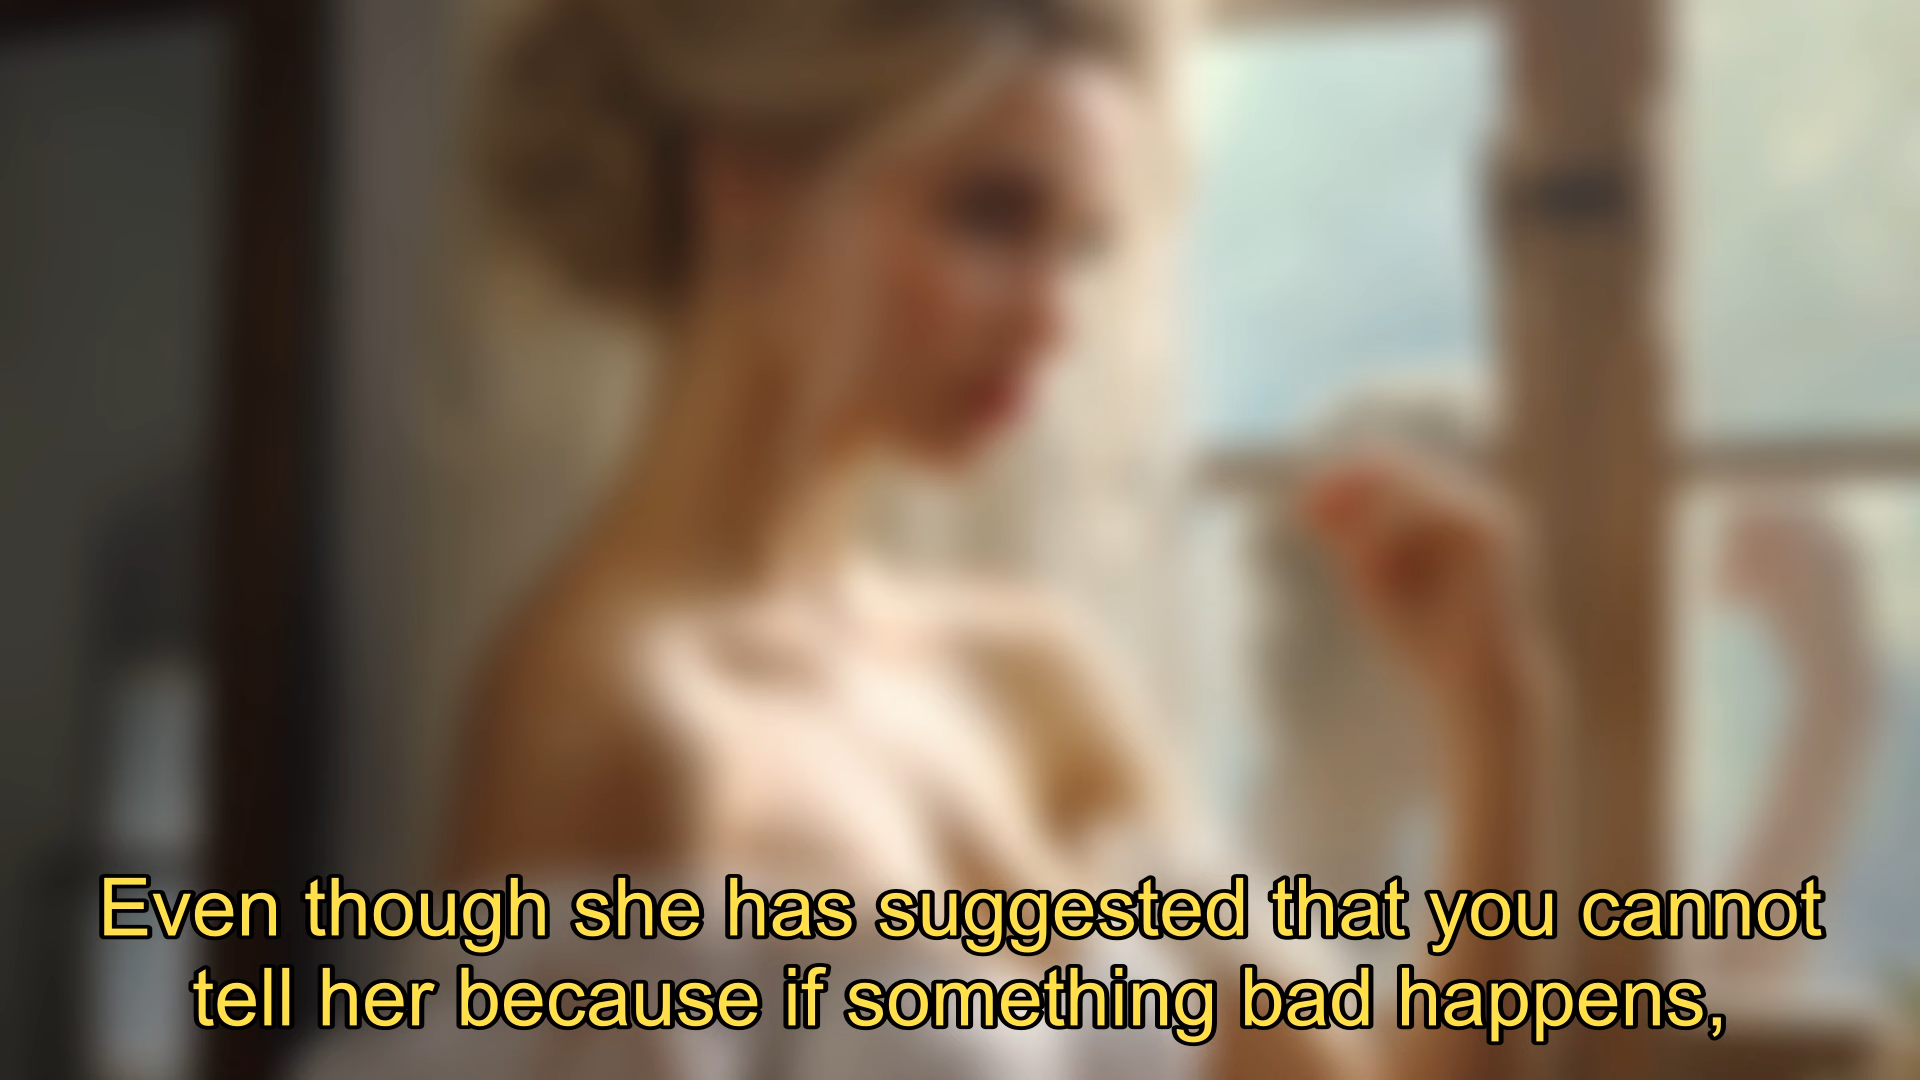 Even though she has suggested that you cannot
tell her because if something bad happens,